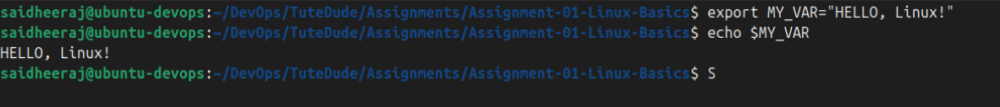 saidheeraj@ubuntu-devops:~/DevOps/TuteDude/Assignments/Assignment-01-Linux-Basics$ export MY_VAR="HELLO, Linux!"
saidheeraj@ubuntu-devops:~/DevOps/TuteDude/Assignments/Assignment-01-Linux-Basics$ echo $MY_VAR
HELLO, Linux!
saidheeraj@ubuntu-devops:~/DevOps/TuteDude/Assignments/Assignment-01-Linux-Basics$ S